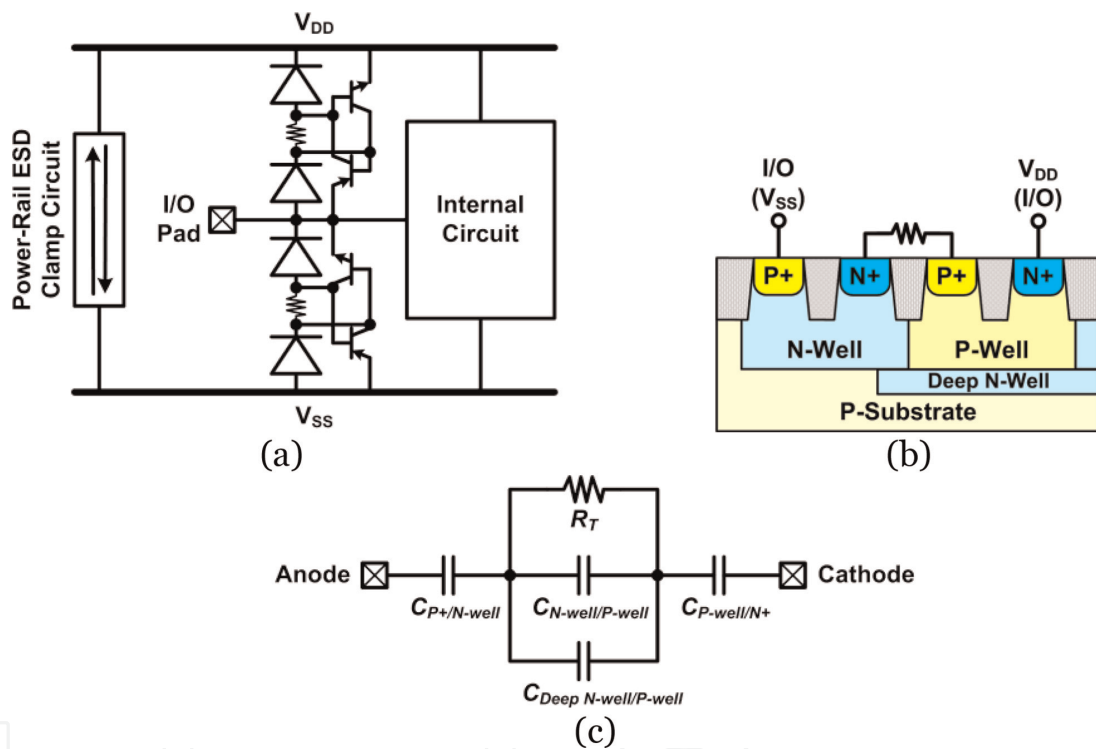 V_DD
Power-Rail ESD
Clamp Circuit
I/O
Pad
Internal
Circuit
V_SS
(a)
I/O
(V_SS)
V_DD
(I/O)
P+
N+
P+
N+
N-Well
P-Well
Deep N-Well
P-Substrate
(b)
R_T
Anode
Cathode
C_P+/N-well
C_N-well/P-well
C_P-well/N+
C_Deep N-well/P-well
(c)